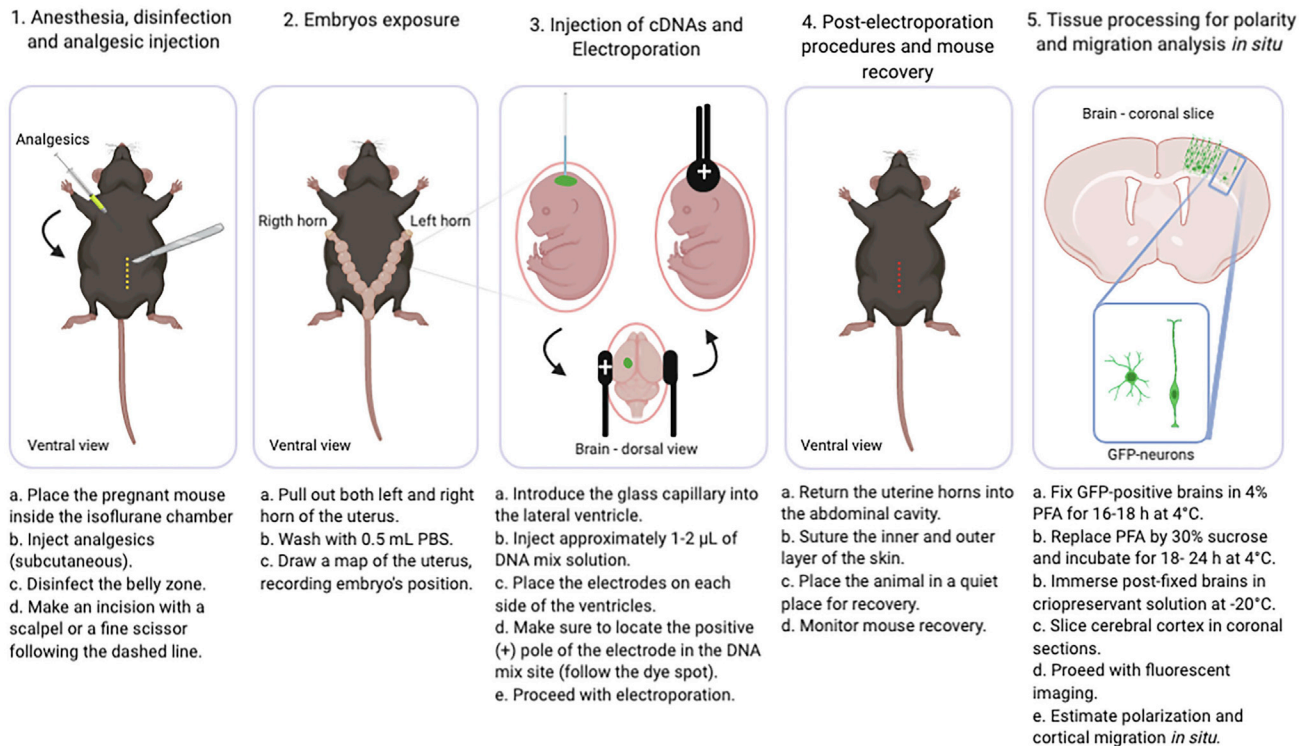 1. Anesthesia, disinfection
and analgesic injection
Analgesics
Ventral view
a. Place the pregnant mouse
inside the isoflurane chamber
b. Inject analgesics
(subcutaneous).
c. Disinfect the belly zone.
d. Make an incision with a
scalpel or a fine scissor
following the dashed line.
2. Embryos exposure
Rigth horn
Left horn
Ventral view
a. Pull out both left and right
horn of the uterus.
b. Wash with 0.5 mL PBS.
c. Draw a map of the uterus,
recording embryo's position.
3. Injection of cDNAs and
Electroporation
+
+
Brain - dorsal view
a. Introduce the glass capillary into
the lateral ventricle.
b. Inject approximately 1-2 µL of
DNA mix solution.
c. Place the electrodes on each
side of the ventricles.
d. Make sure to locate the positive
(+) pole of the electrode in the DNA
mix site (follow the dye spot).
e. Proceed with electroporation.
4. Post-electroporation
procedures and mouse
recovery
Ventral view
a. Return the uterine horns into
the abdominal cavity.
b. Suture the inner and outer
layer of the skin.
c. Place the animal in a quiet
place for recovery.
d. Monitor mouse recovery.
5. Tissue processing for polarity
and migration analysis in situ
Brain - coronal slice
GFP-neurons
a. Fix GFP-positive brains in 4%
PFA for 16-18 h at 4°C.
b. Replace PFA by 30% sucrose
and incubate for 18- 24 h at 4°C.
b. Immerse post-fixed brains in
criopreservant solution at -20°C.
c. Slice cerebral cortex in coronal
sections.
d. Proeed with fluorescent
imaging.
e. Estimate polarization and
cortical migration in situ.